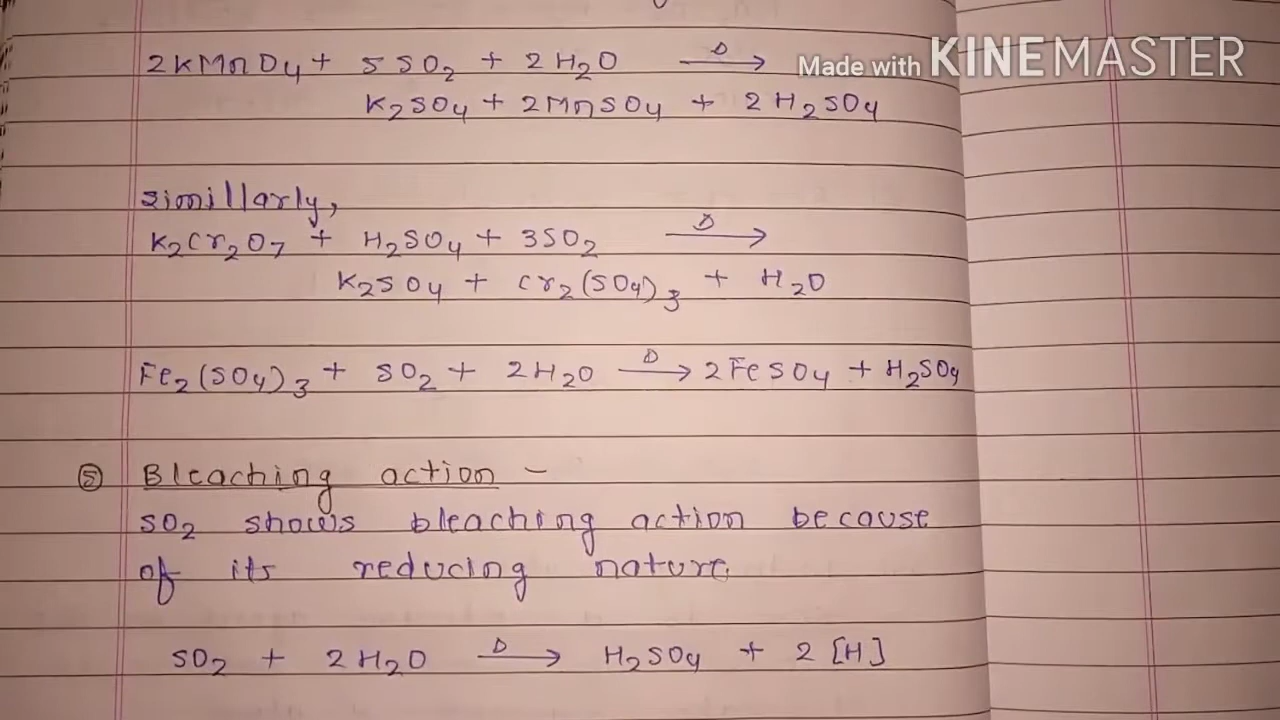 2KMnO4 + 5SO2 + 2H2O Δ→
Made with KINEMASTER
K2SO4 + 2MnSO4 + 2H2SO4
Simillarly,
K2Cr2O7 + H2SO4 + 3SO2 Δ→
K2SO4 + Cr2(SO4)3 + H2O
Fe2(SO4)3 + SO2 + 2H2O Δ→ 2FeSO4 + H2SO4
⑤ Bleaching action –
SO2 shows bleaching action because
of its reducing nature.
SO2 + 2H2O Δ→ H2SO4 + 2[H]